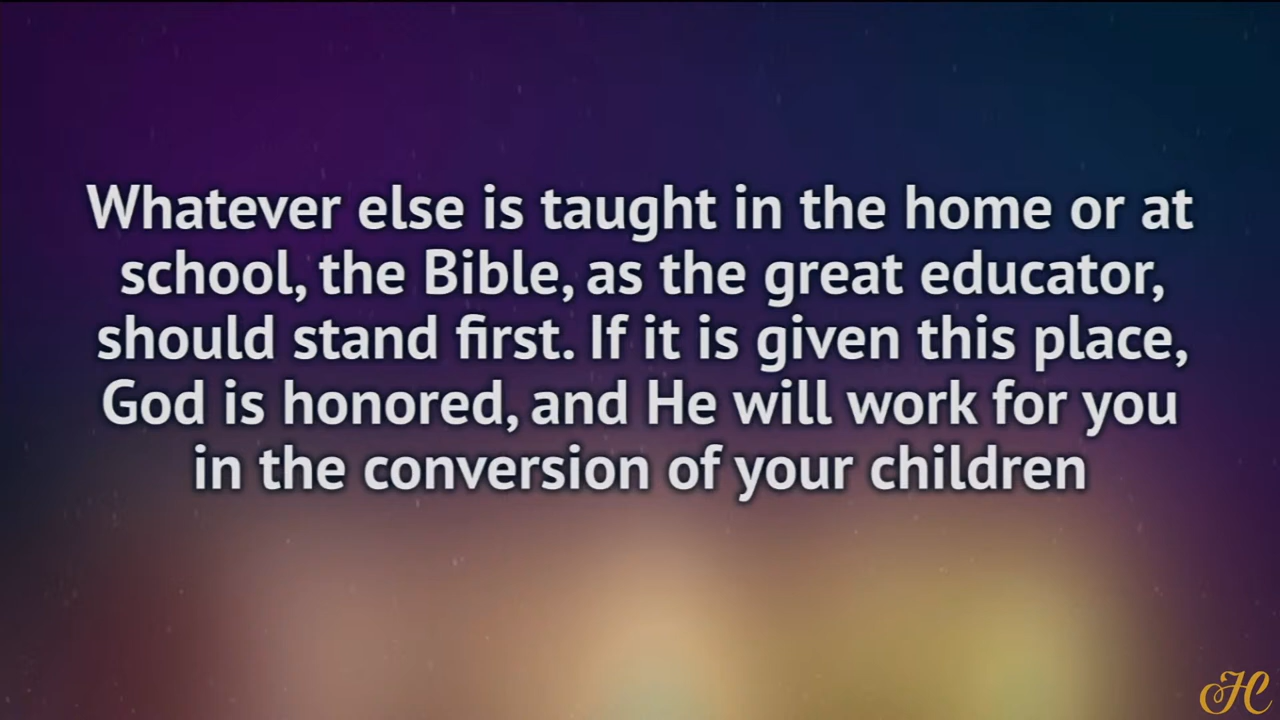 Whatever else is taught in the home or at
school, the Bible, as the great educator,
should stand first. If it is given this place,
God is honored, and He will work for you
in the conversion of your children
H